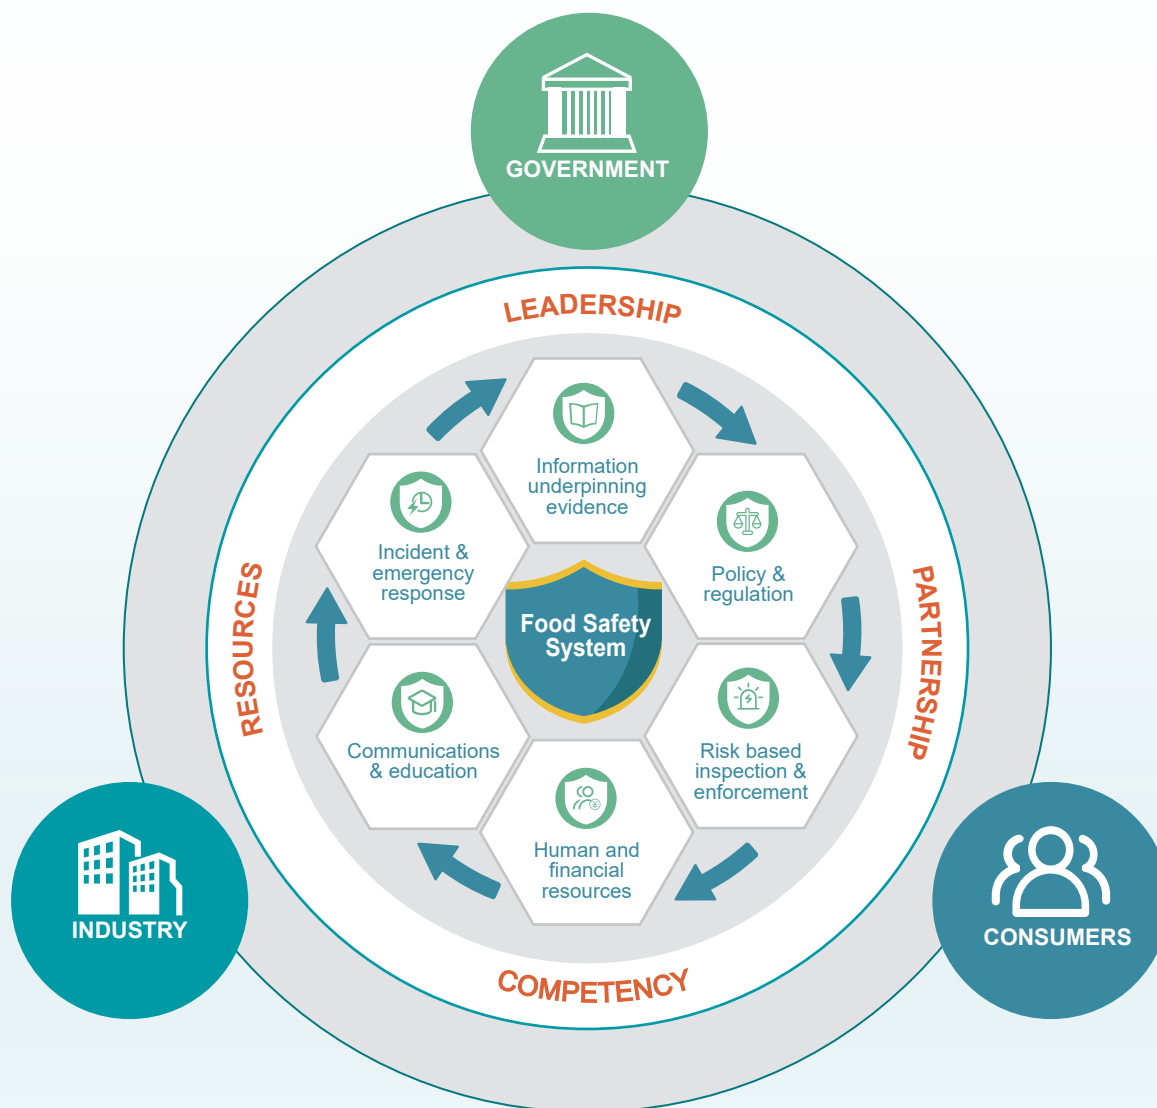 GOVERNMENT
LEADERSHIP
Information
underpinning
evidence
Incident &
emergency
response
Policy &
regulation
RESOURCES
PARTNERSHIP
Food Safety
System
Communications
& education
Risk based
inspection &
enforcement
Human and
financial
resources
INDUSTRY
CONSUMERS
COMPETENCY